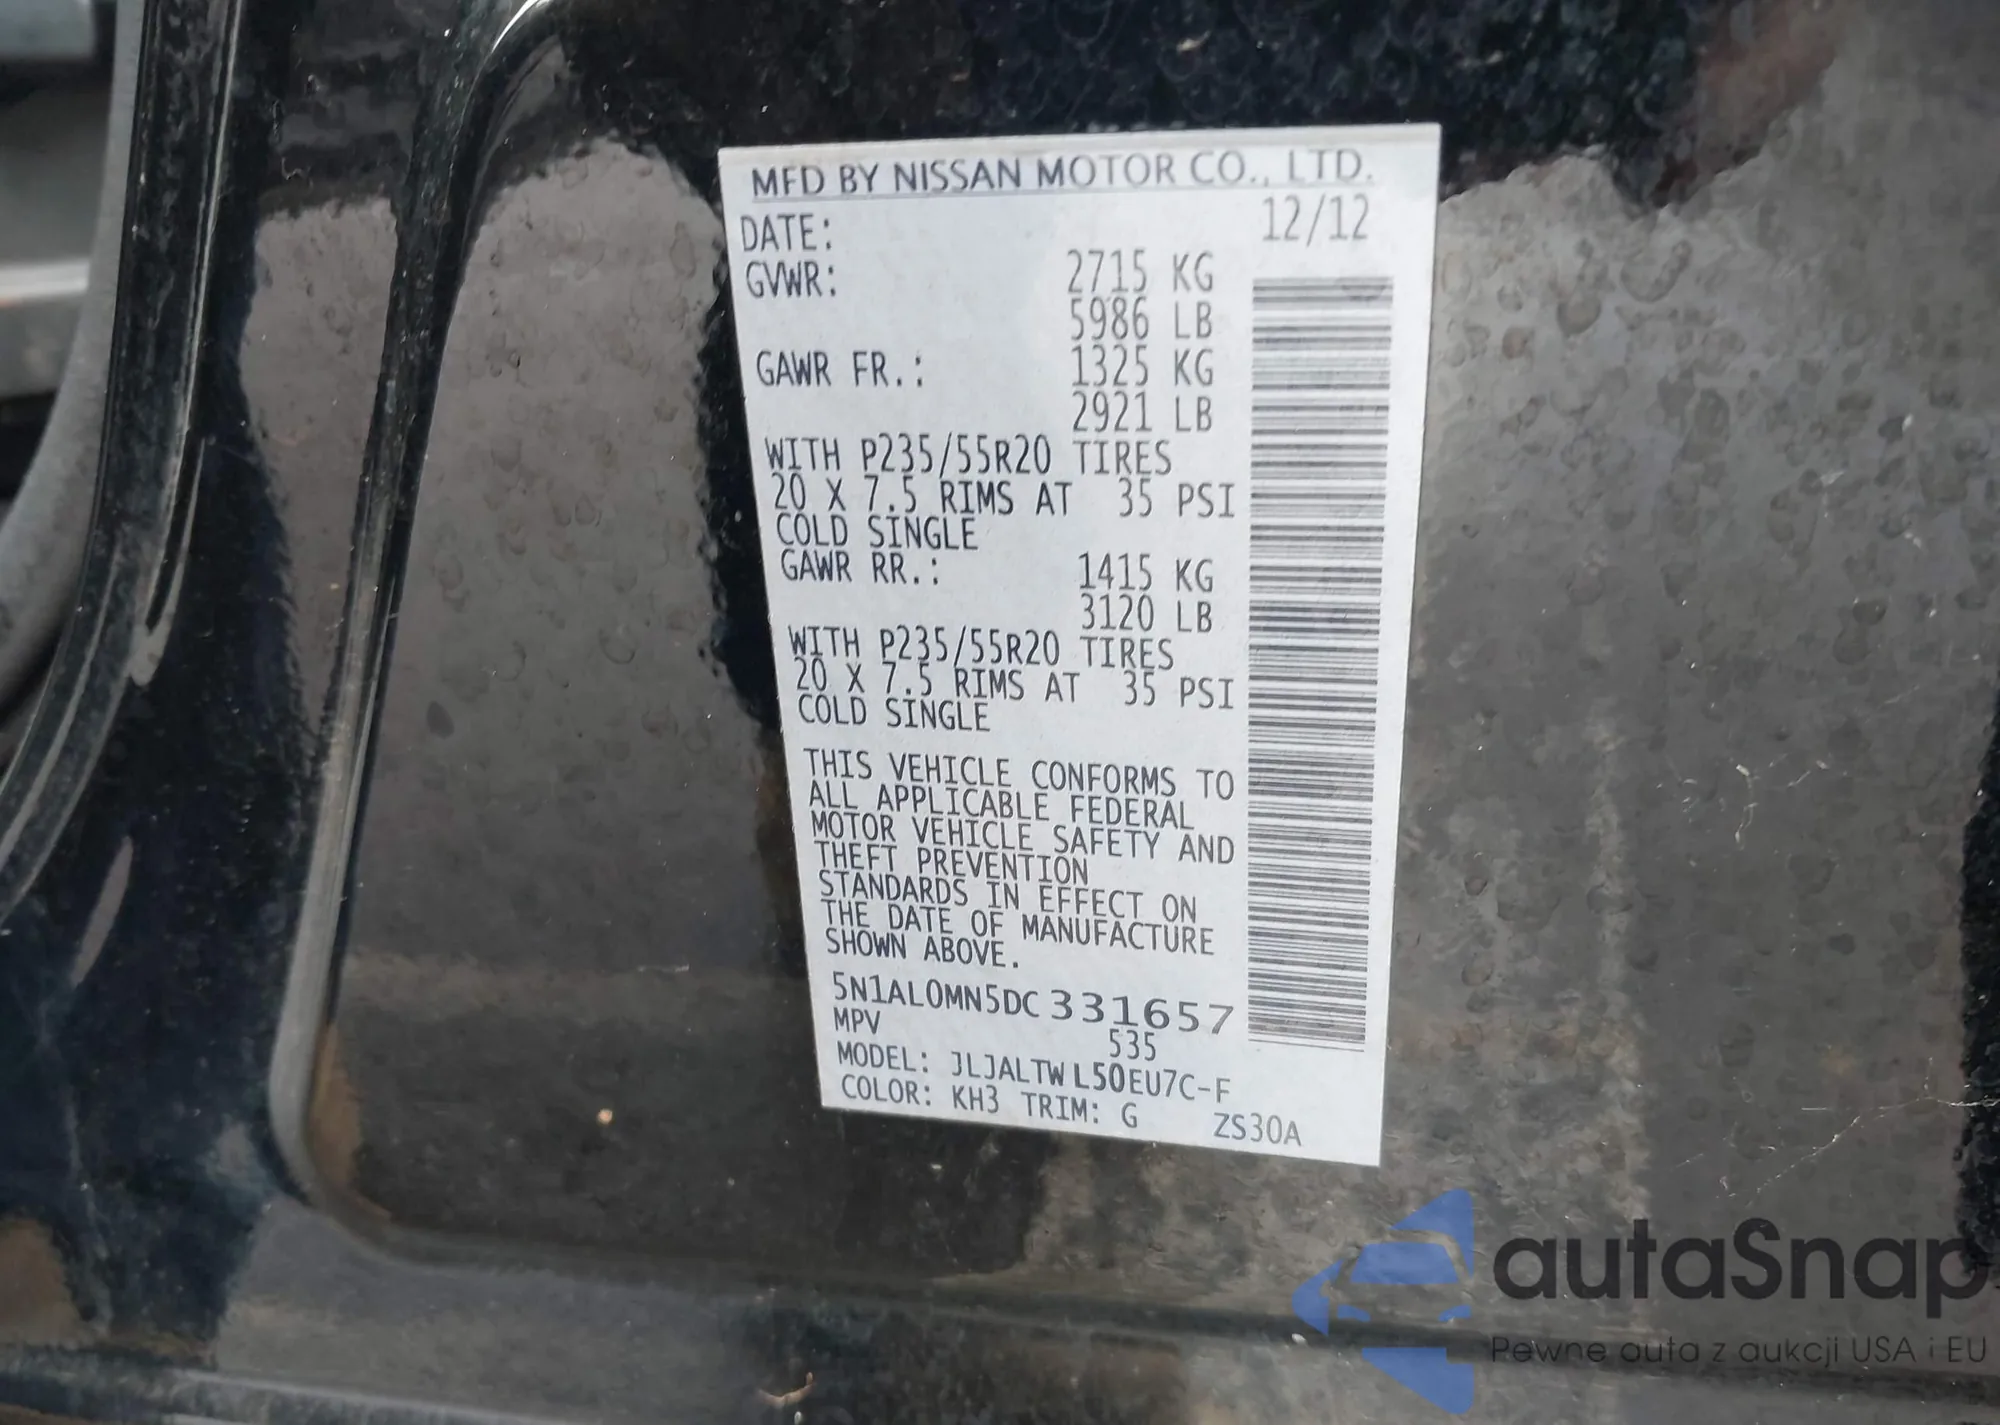 MFD BY NISSAN MOTOR CO., LTD.
DATE: 12/12
GVWR: 2715 KG
5986 LB
GAWR FR.: 1325 KG
2921 LB
WITH P235/55R20 TIRES
20 X 7.5 RIMS AT 35 PSI
COLD SINGLE
GAWR RR.: 1415 KG
3120 LB
WITH P235/55R20 TIRES
20 X 7.5 RIMS AT 35 PSI
COLD SINGLE
THIS VEHICLE CONFORMS TO
ALL APPLICABLE FEDERAL
MOTOR VEHICLE SAFETY AND
THEFT PREVENTION
STANDARDS IN EFFECT ON
THE DATE OF MANUFACTURE
SHOWN ABOVE.
5N1AL0MN5DC331657
MPV 535
MODEL: JLJALTWL50EU7C-F
COLOR: KH3 TRIM: G ZS30A
autaSnap
Pewne auta z aukcji USA i EU